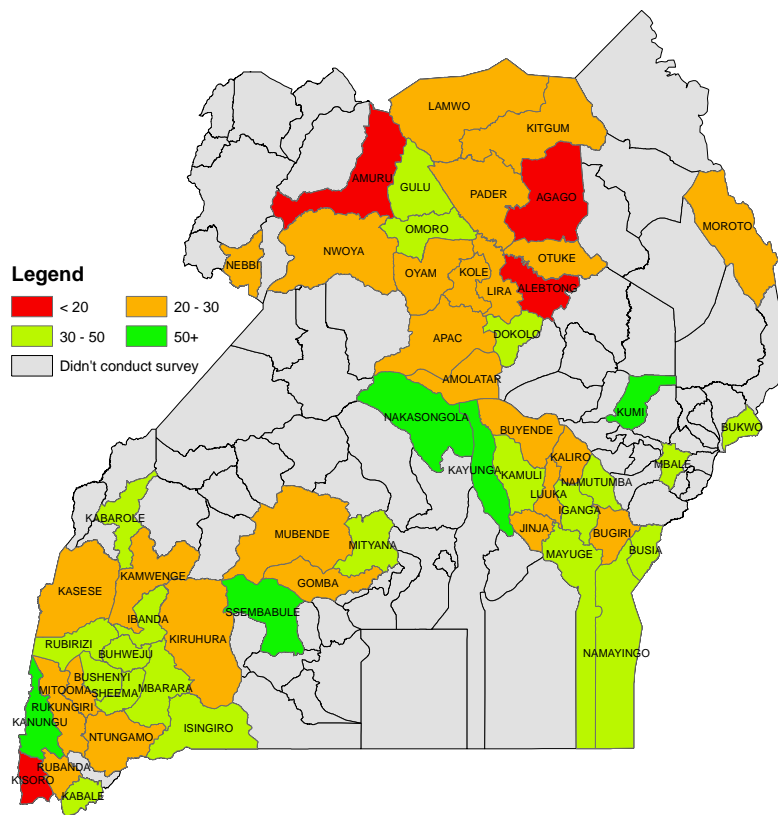 LAMWO
KITGUM
AMURU
GULU
PADER
AGAGO
MOROTO
OMORO
NWOYA
NEBBI
OYAM
KOLE
OTUKE
LIRA
ALEBTONG
Legend
< 20
20 - 30
30 - 50
50+
Didn't conduct survey
DOKOLO
APAC
AMOLATAR
NAKASONGOLA
KUMI
BUYENDE
BUKWO
KALIRO
KAYUNGA
KAMULI
MBALE
NAMUTUMBA
LUUKA
IGANGA
KABAROLE
MUBENDE
MITYANA
JINJA
BUGIRI
MAYUGE
BUSIA
KASESE
KAMWENGE
GOMBA
IBANDA
SSEMBABULE
KIRUHURA
RUBIRIZI
BUHWEJU
NAMAYINGO
BUSHENYI
MITOOMA
SHEEMA
MBARARA
RUKUNGIRI
KANUNGU
ISINGIRO
NTUNGAMO
RUBANDA
KISORO
KABALE